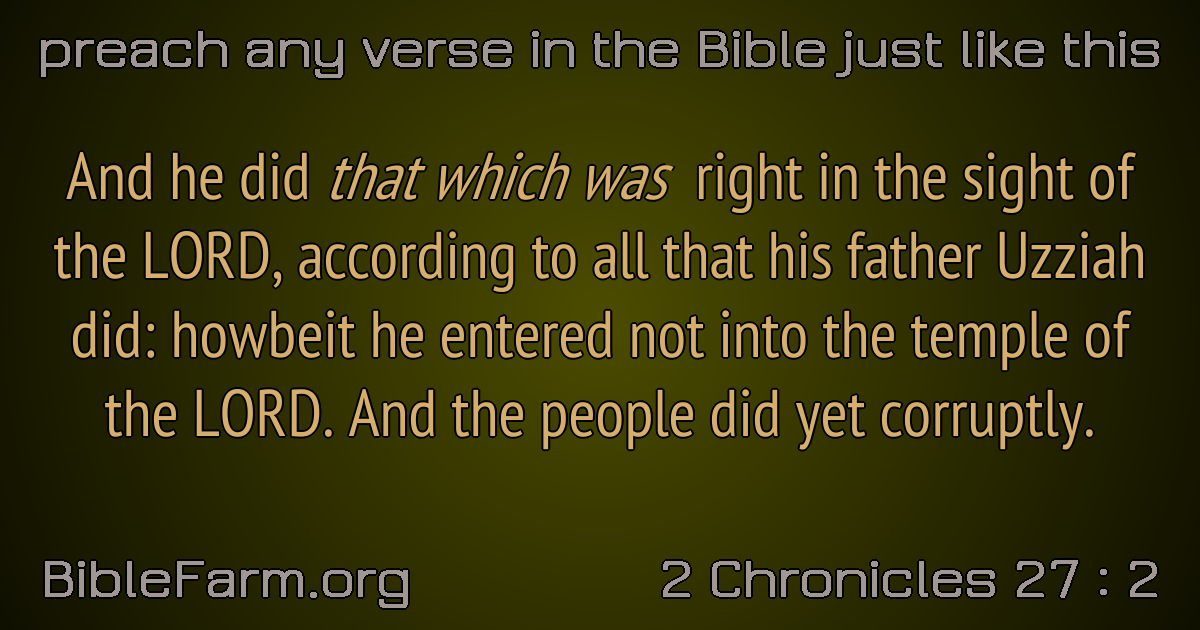 preach any verse in the Bible just like this
And he did that which was right in the sight of
the LORD, according to all that his father Uzziah
did: howbeit he entered not into the temple of
the LORD. And the people did yet corruptly.
BibleFarm.org
2 Chronicles 27 : 2